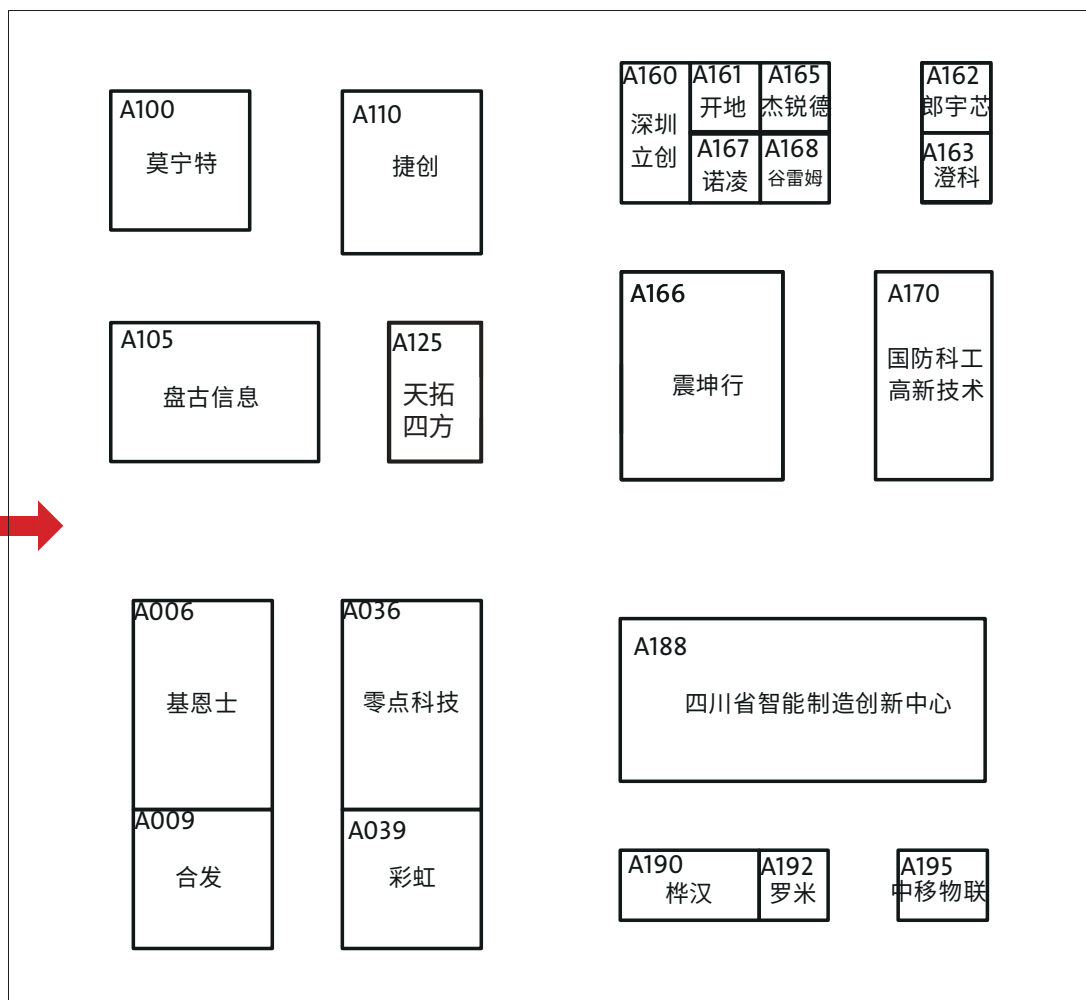 A100
莫宁特
A110
捷创
A160
深圳
立创
A161
开地
A165
杰锐德
A167
诺凌
A168
谷雷姆
A162
郎宇芯
A163
澄科
A105
盘古信息
A125
天拓
四方
A166
震坤行
A170
国防科工
高新技术
A006
基恩士
A036
零点科技
A188
四川省智能制造创新中心
A009
合发
A039
彩虹
A190
桦汉
A192
罗米
A195
中移物联